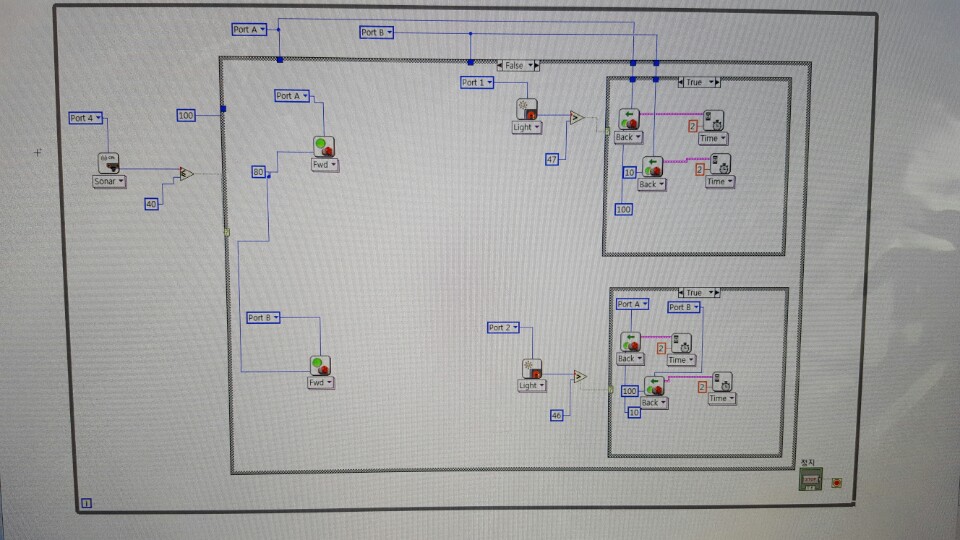 Port A
Port B
False
Port 4
100
Port A
Port 1
True
Sonar
40
80
Fwd
Light
47
Back
2
Time
10
Back
2
Time
100
Port B
Fwd
Port 2
Light
46
True
Port A
Port B
Back
2
Time
100
Back
2
Time
10
정지
STOP
i